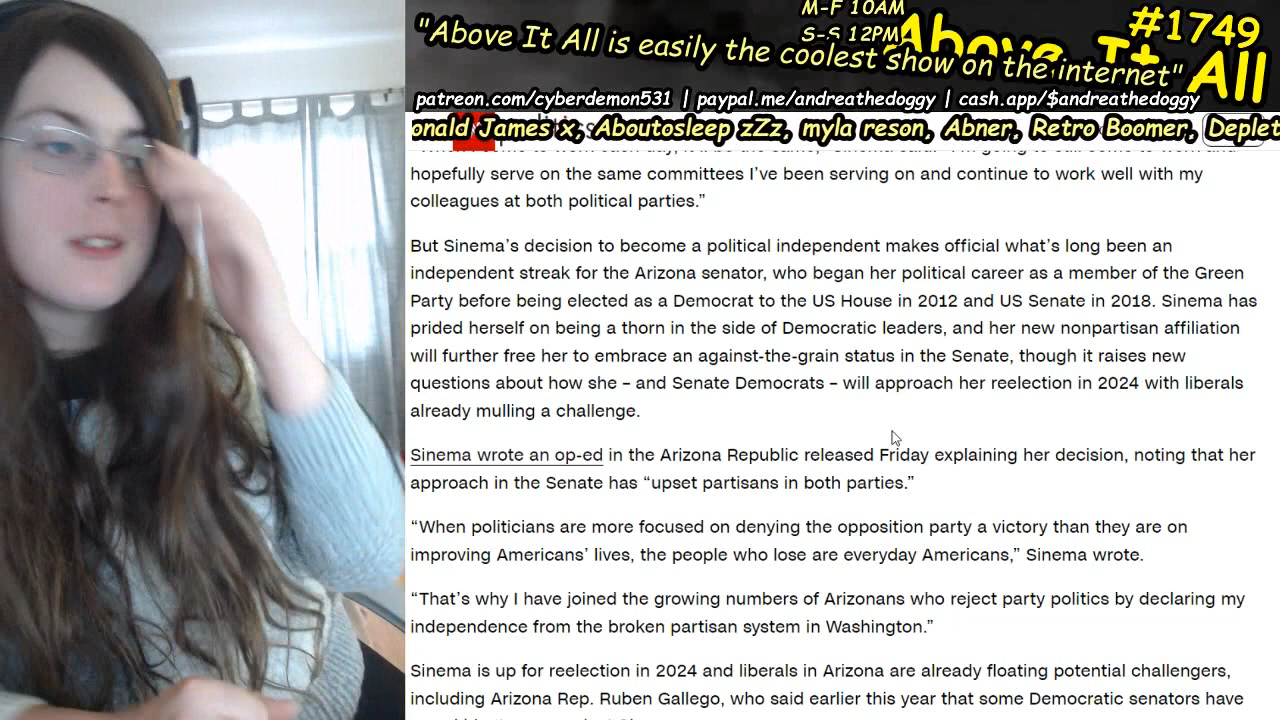 M-F 10AM
S-S 12PM
Above It All
#1749
"Above It All is easily the coolest show on the internet"
patreon.com/cyberdemon531 | paypal.me/andreathedoggy | cash.app/$andreathedoggy
onald James x, Aboutosleep zZz, myla reson, Abner, Retro Boomer, Deplet
hopefully serve on the same committees I’ve been serving on and continue to work well with my
colleagues at both political parties.”
But Sinema’s decision to become a political independent makes official what’s long been an
independent streak for the Arizona senator, who began her political career as a member of the Green
Party before being elected as a Democrat to the US House in 2012 and US Senate in 2018. Sinema has
prided herself on being a thorn in the side of Democratic leaders, and her new nonpartisan affiliation
will further free her to embrace an against-the-grain status in the Senate, though it raises new
questions about how she – and Senate Democrats – will approach her reelection in 2024 with liberals
already mulling a challenge.
Sinema wrote an op-ed in the Arizona Republic released Friday explaining her decision, noting that her
approach in the Senate has “upset partisans in both parties.”
“When politicians are more focused on denying the opposition party a victory than they are on
improving Americans’ lives, the people who lose are everyday Americans,” Sinema wrote.
“That’s why I have joined the growing numbers of Arizonans who reject party politics by declaring my
independence from the broken partisan system in Washington.”
Sinema is up for reelection in 2024 and liberals in Arizona are already floating potential challengers,
including Arizona Rep. Ruben Gallego, who said earlier this year that some Democratic senators have